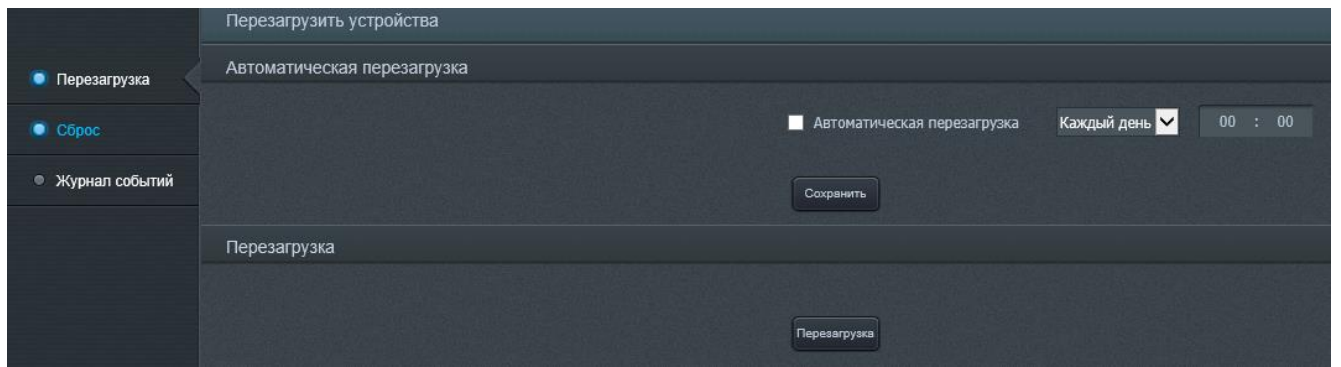 Перезагрузить устройства
Перезагрузка
Автоматическая перезагрузка
Сброс
Автоматическая перезагрузка Каждый день 00 : 00
Журнал событий
Сохранить
Перезагрузка
Перезагрузка